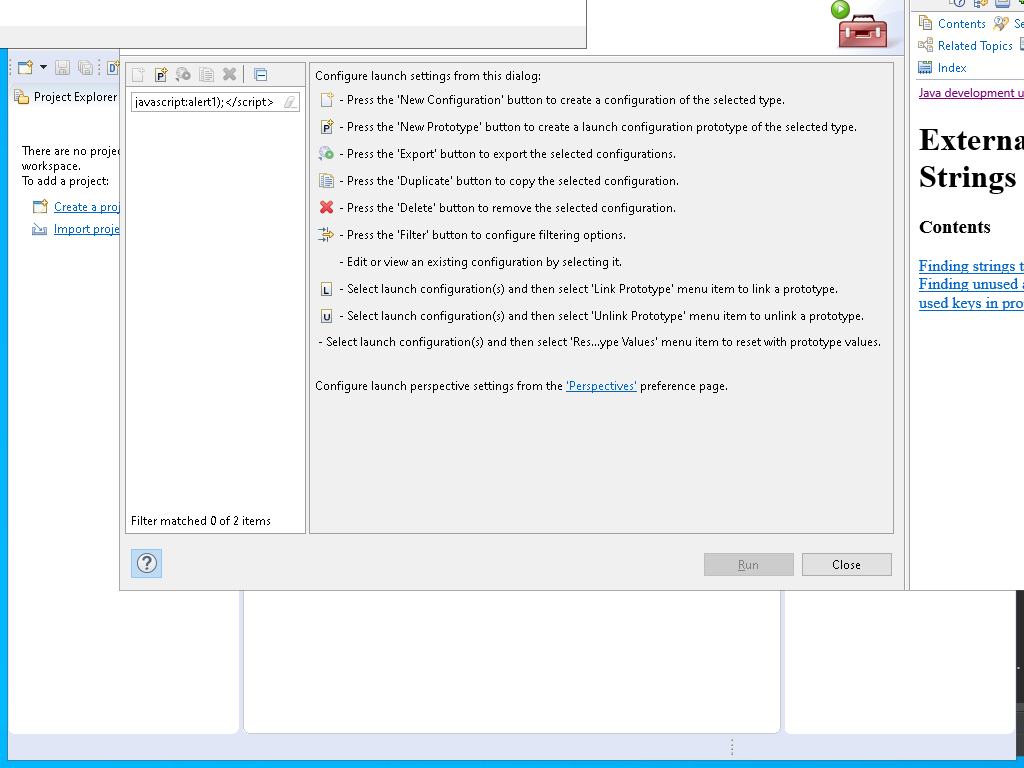 Project Explorer
There are no
workspace.
To add a project:
Create a
Import
javascript:alert1);</script>
Filter matched 0 of 2 items
Configure launch settings from this dialog:
- Press the 'New Configuration' button to create a configuration of the selected type.
P - Press the 'New Prototype' button to create a launch configuration prototype of the selected type.
- Press the 'Export' button to export the selected configurations.
- Press the 'Duplicate' button to copy the selected configuration.
- Press the 'Delete' button to remove the selected configuration.
- Press the 'Filter' button to configure filtering options.
- Edit or view an existing configuration by selecting it.
L - Select launch configuration(s) and then select 'Link Prototype' menu item to link a prototype.
U - Select launch configuration(s) and then select 'Unlink Prototype' menu item to unlink a prototype.
- Select launch configuration(s) and then select 'Res...ype Values' menu item to reset with prototype values.
Configure launch perspective settings from the 'Perspectives' preference page.
? Run Close
Contents
Related Topics
Index
Java development
Strings
Contents
Finding strings
Finding unused
used keys in